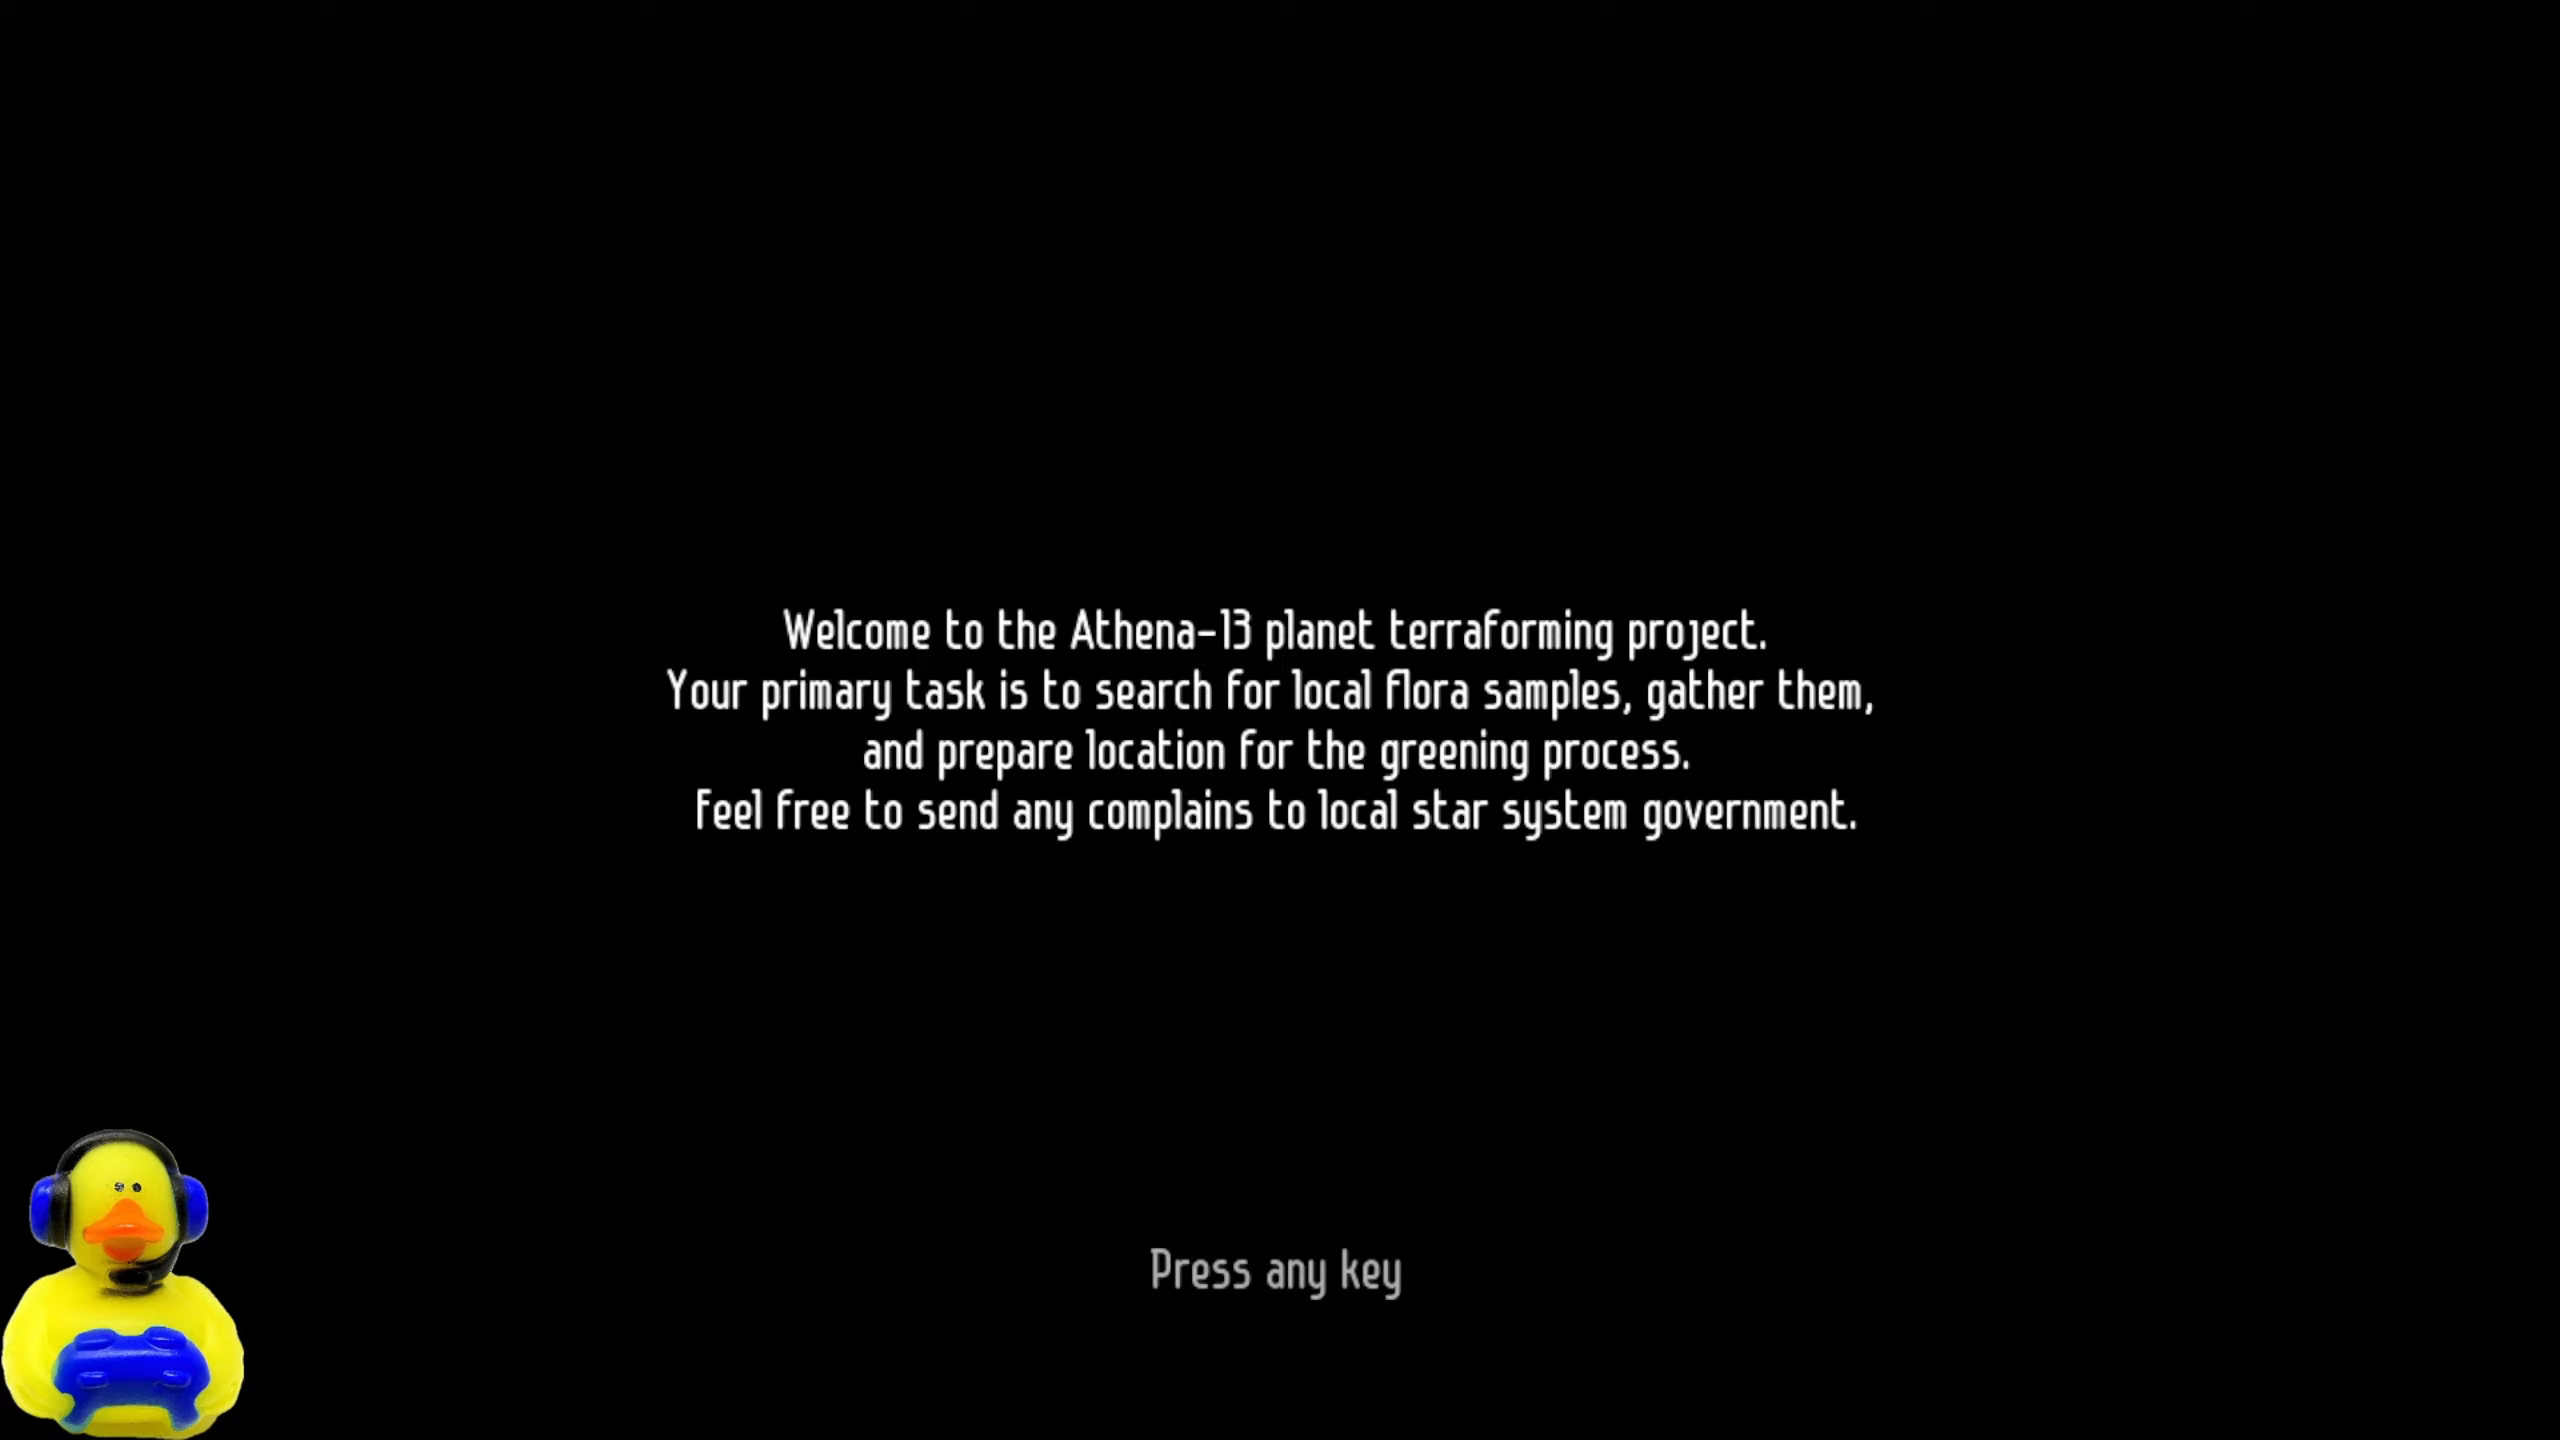 Welcome to the Athena-13 planet terraforming project.
Your primary task is to search for local flora samples, gather them,
and prepare location for the greening process.
Feel free to send any complains to local star system government.
Press any key